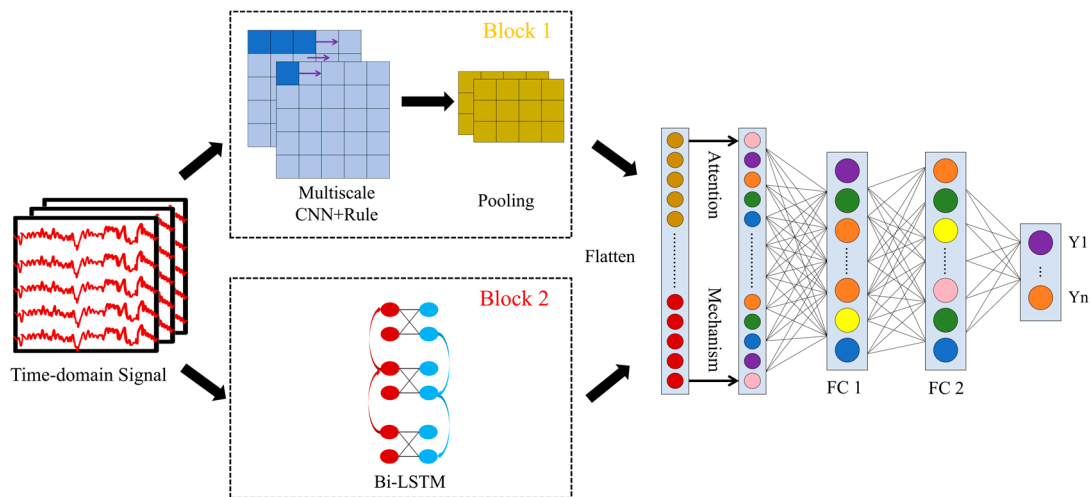 Block 1
Multiscale
CNN+Rule
Pooling
Time-domain Signal
Block 2
Bi-LSTM
Flatten
Attention
Mechanism
FC 1
FC 2
Y1
Yn